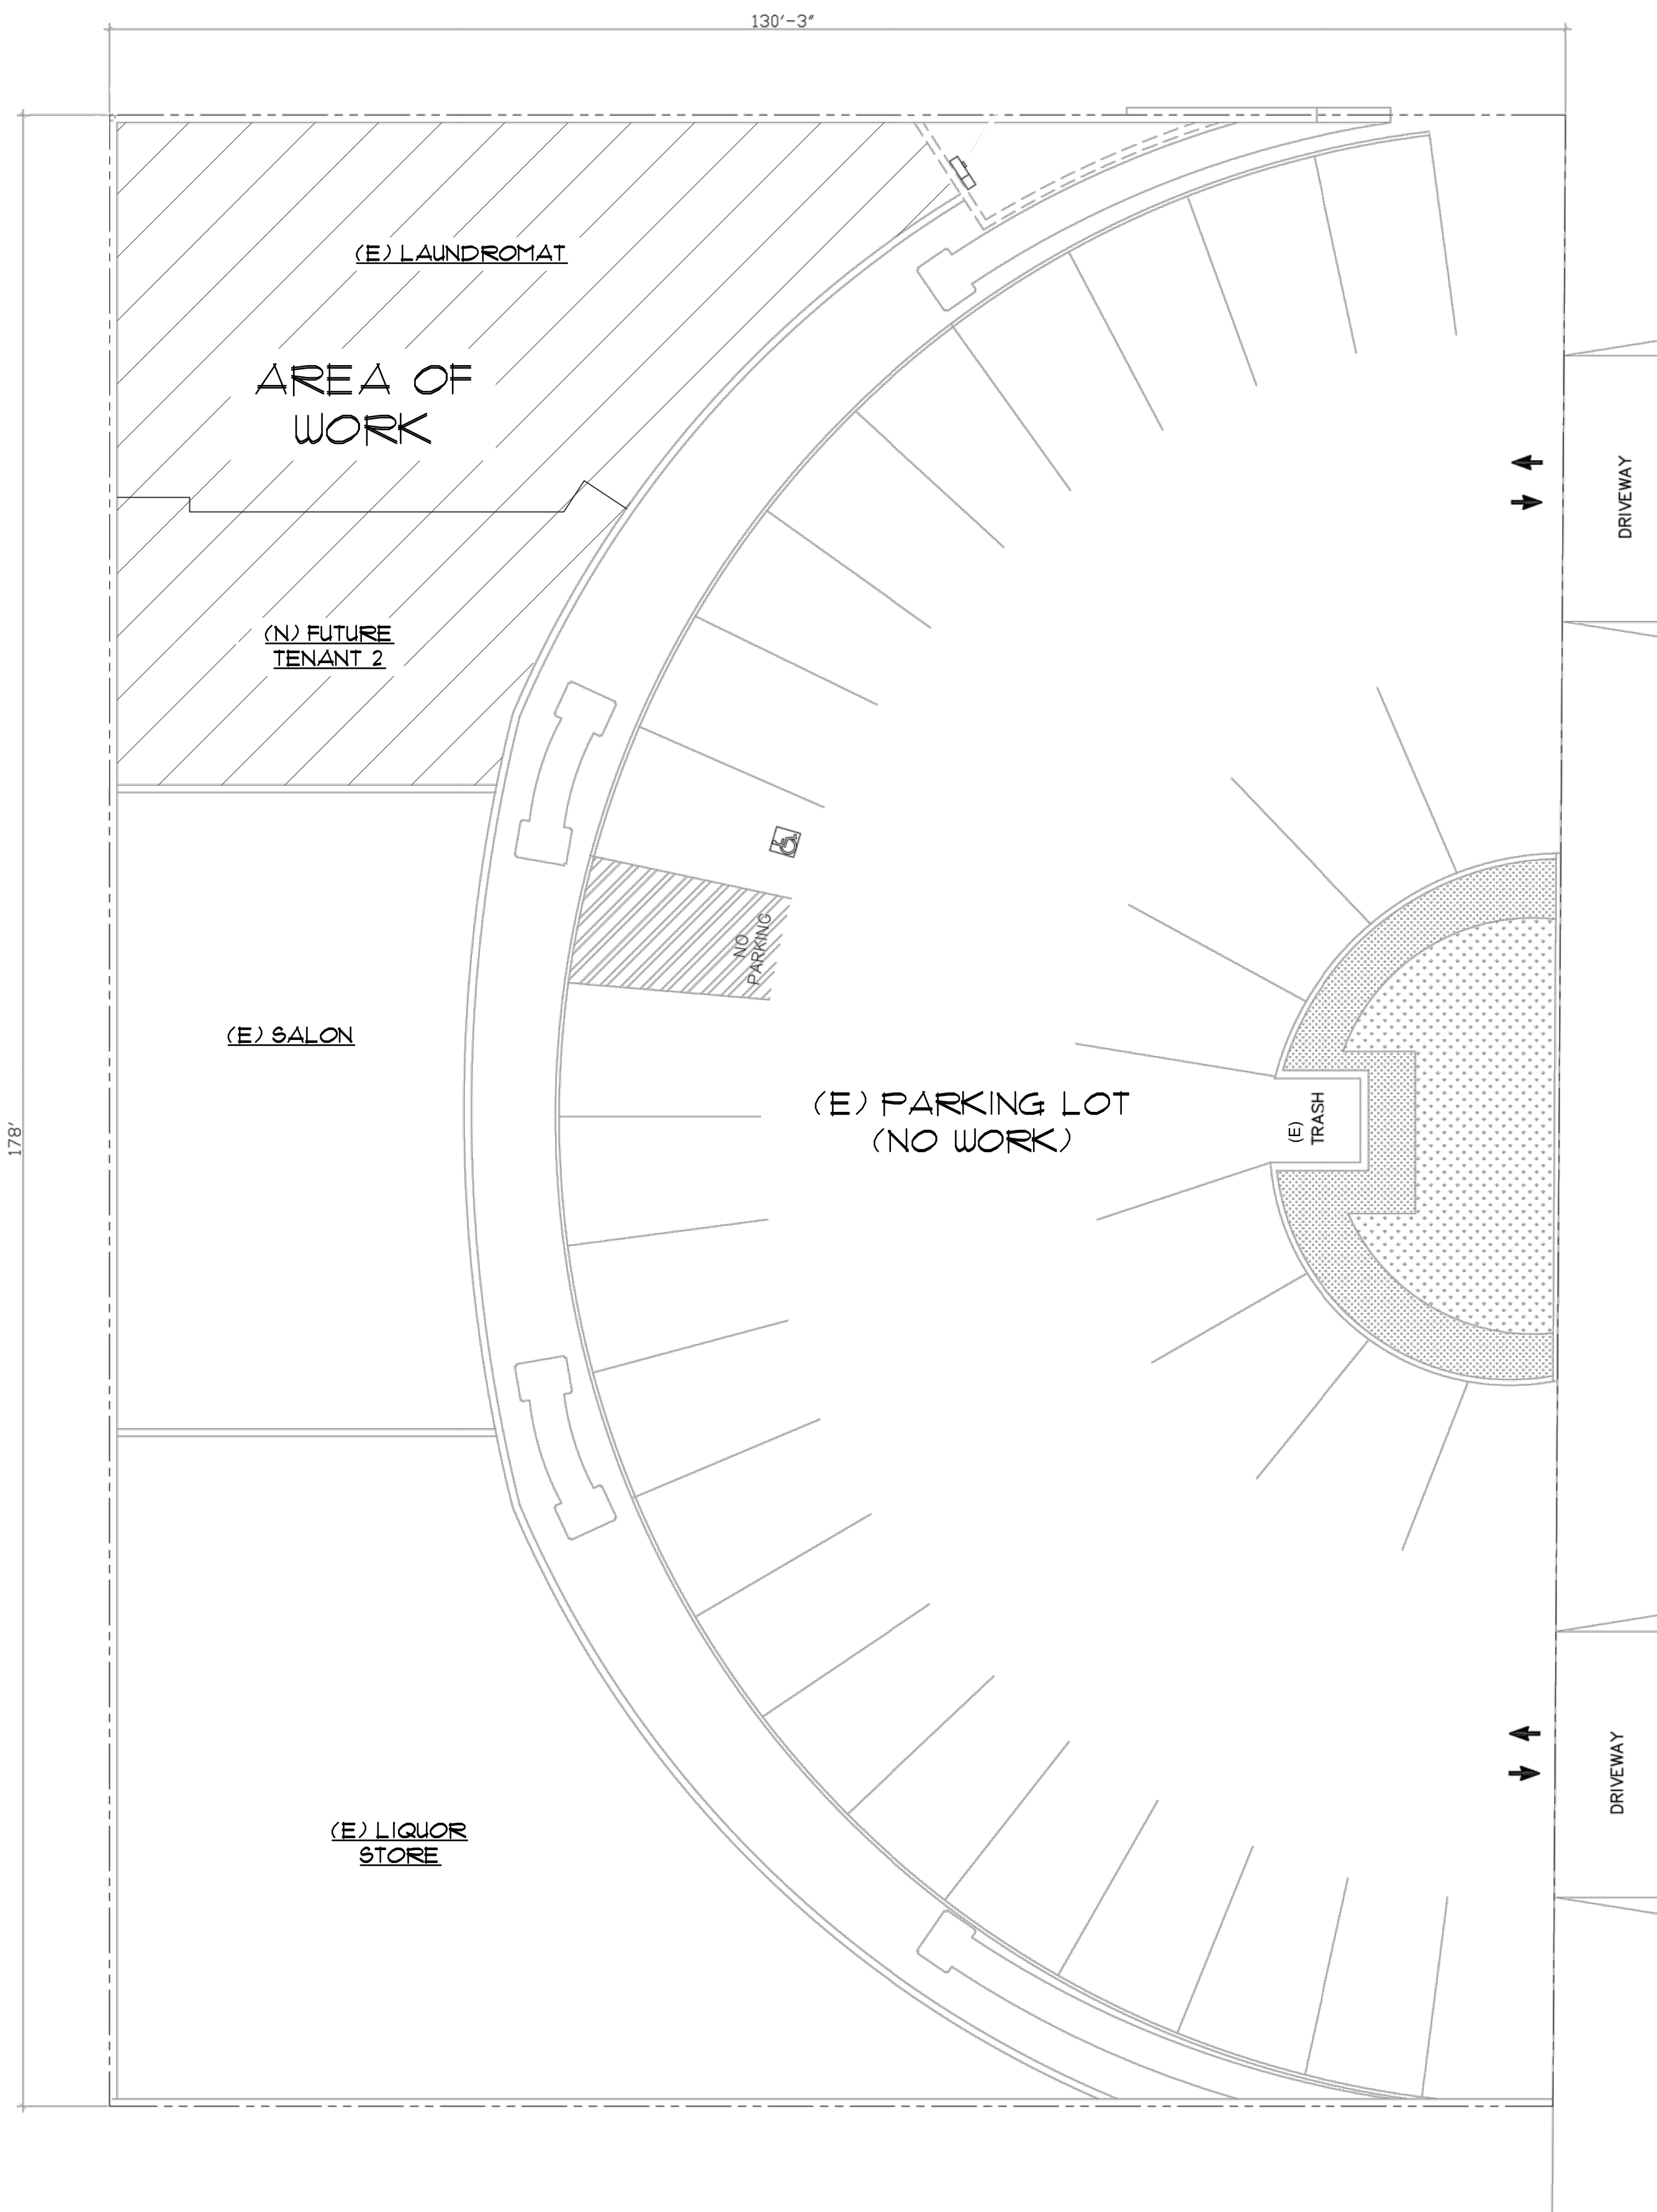 130'-3"
(E) LAUNDROMAT
AREA OF
WORK
DRIVEWAY
(N) FUTURE
TENANT 2
NO
PARKING
(E) SALON
(E) PARKING LOT
(NO WORK)
(E)
TRASH
178'
DRIVEWAY
(E) LIQUOR
STORE